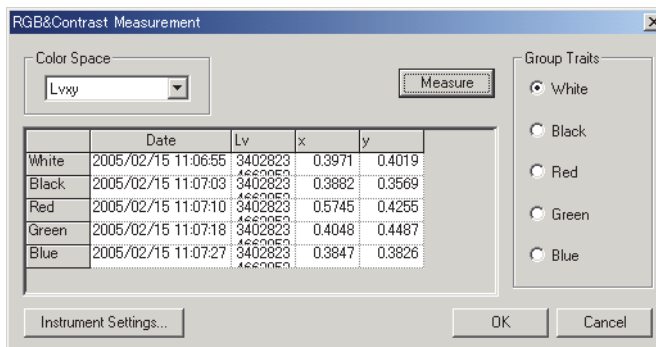 RGB&Contrast Measurement
Color Space
Lvxy
Measure
Group Traits
White
Black
Red
Green
Blue
Date Lv x y
White 2005/02/15 11:06:55 3402823 0.3971 0.4019
Black 2005/02/15 11:07:03 3402823 0.3882 0.3569
Red 2005/02/15 11:07:10 3402823 0.5745 0.4255
Green 2005/02/15 11:07:18 3402823 0.4048 0.4487
Blue 2005/02/15 11:07:27 3402823 0.3847 0.3826
Instrument Settings...
OK
Cancel